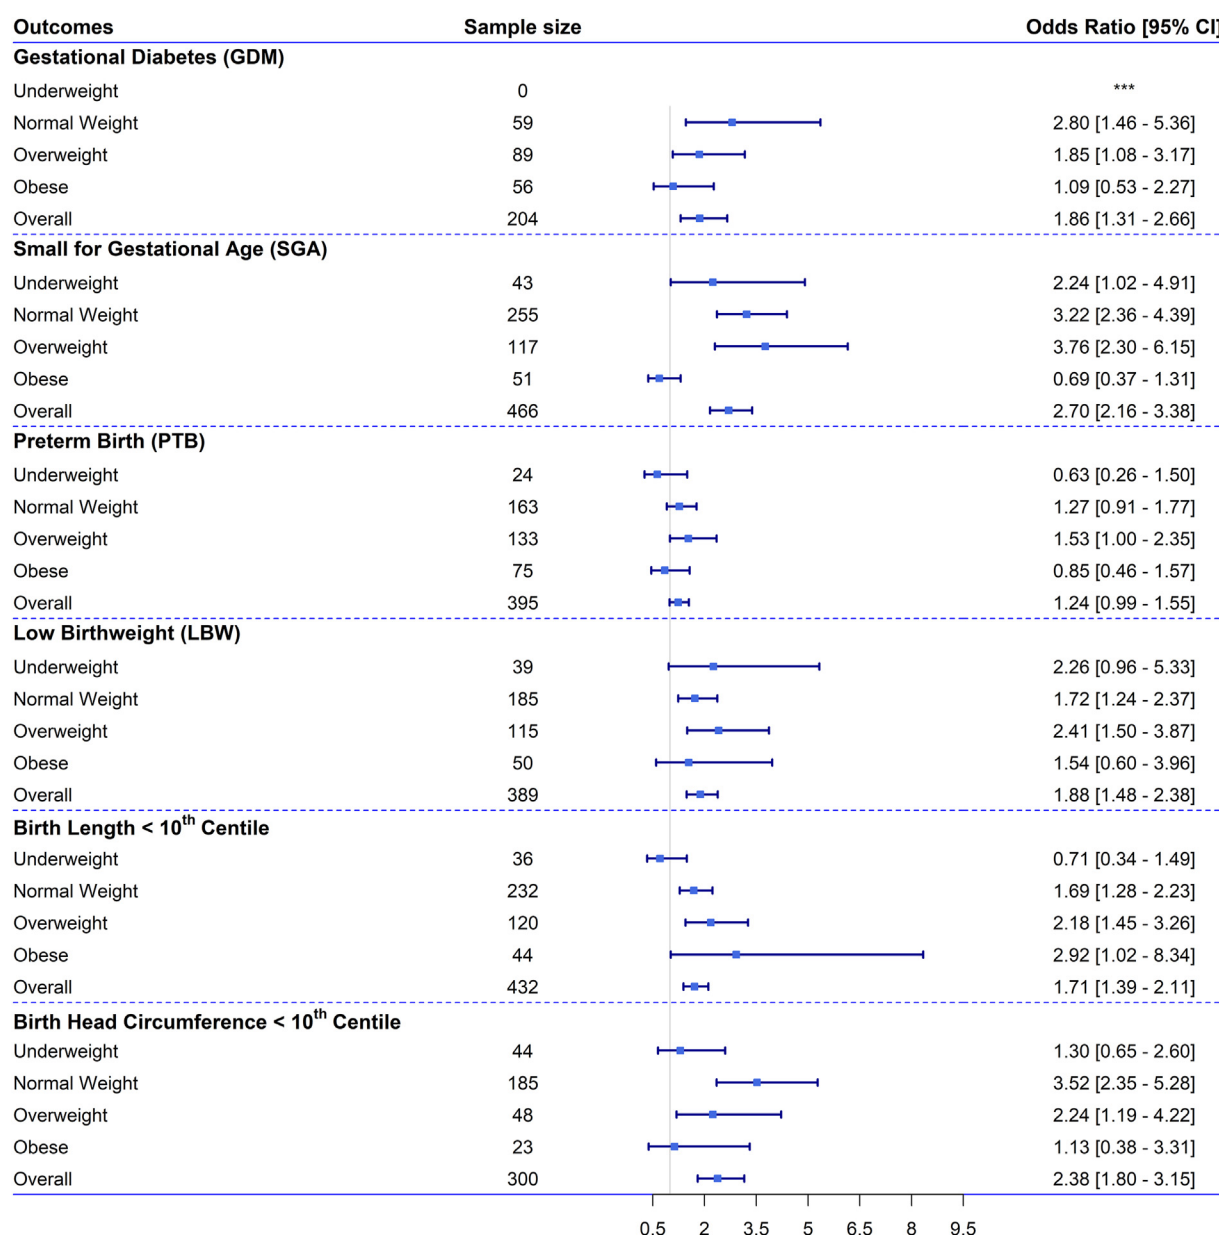 Outcomes Sample size Odds Ratio [95% CI]
Gestational Diabetes (GDM)
Underweight 0 ***
Normal Weight 59 2.80 [1.46 - 5.36]
Overweight 89 1.85 [1.08 - 3.17]
Obese 56 1.09 [0.53 - 2.27]
Overall 204 1.86 [1.31 - 2.66]
Small for Gestational Age (SGA)
Underweight 43 2.24 [1.02 - 4.91]
Normal Weight 255 3.22 [2.36 - 4.39]
Overweight 117 3.76 [2.30 - 6.15]
Obese 51 0.69 [0.37 - 1.31]
Overall 466 2.70 [2.16 - 3.38]
Preterm Birth (PTB)
Underweight 24 0.63 [0.26 - 1.50]
Normal Weight 163 1.27 [0.91 - 1.77]
Overweight 133 1.53 [1.00 - 2.35]
Obese 75 0.85 [0.46 - 1.57]
Overall 395 1.24 [0.99 - 1.55]
Low Birthweight (LBW)
Underweight 39 2.26 [0.96 - 5.33]
Normal Weight 185 1.72 [1.24 - 2.37]
Overweight 115 2.41 [1.50 - 3.87]
Obese 50 1.54 [0.60 - 3.96]
Overall 389 1.88 [1.48 - 2.38]
Birth Length < 10th Centile
Underweight 36 0.71 [0.34 - 1.49]
Normal Weight 232 1.69 [1.28 - 2.23]
Overweight 120 2.18 [1.45 - 3.26]
Obese 44 2.92 [1.02 - 8.34]
Overall 432 1.71 [1.39 - 2.11]
Birth Head Circumference < 10th Centile
Underweight 44 1.30 [0.65 - 2.60]
Normal Weight 185 3.52 [2.35 - 5.28]
Overweight 48 2.24 [1.19 - 4.22]
Obese 23 1.13 [0.38 - 3.31]
Overall 300 2.38 [1.80 - 3.15]
0.5 2 3.5 5 6.5 8 9.5